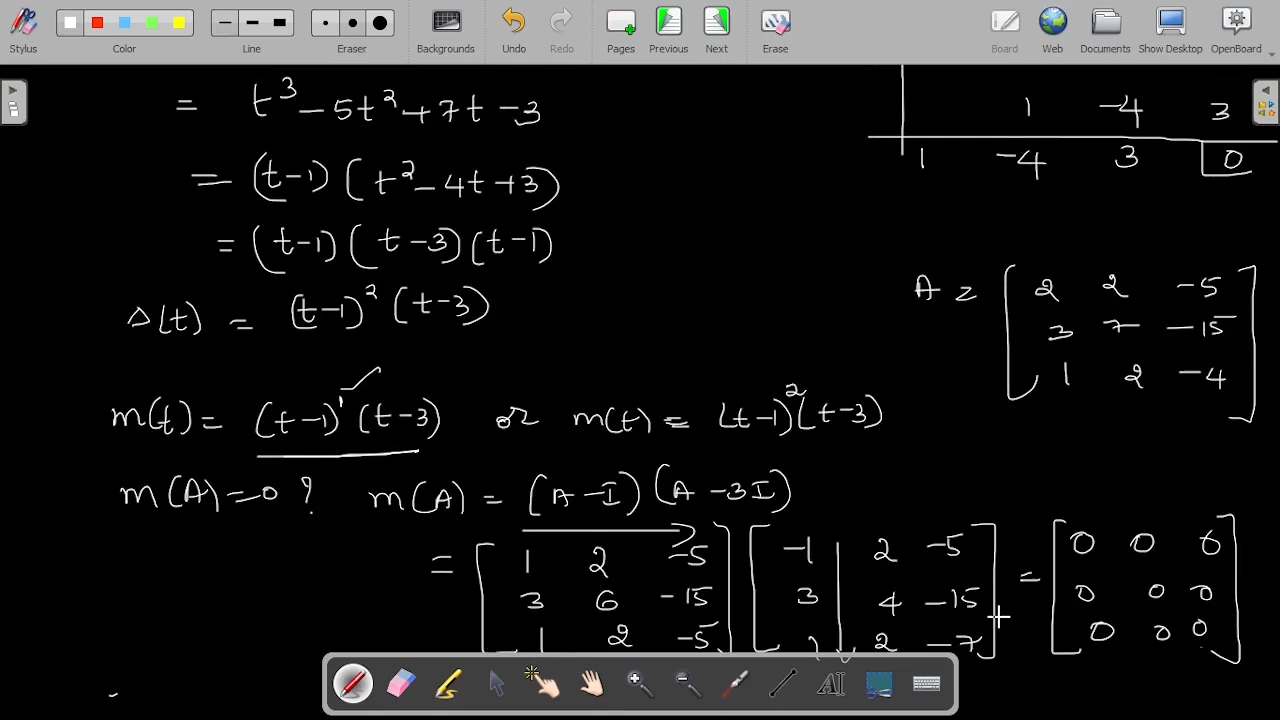 Stylus Color Line Eraser Backgrounds Undo Redo Pages Previous Next Erase Board Web Documents Show Desktop OpenBoard
= t³ - 5t² + 7t - 3
1 -4 3
1 -4 3 0
= (t-1) (t² - 4t + 3)
= (t-1) (t-3) (t-1)
Δ(t) = (t-1)² (t-3)
A = [ 2 2 -5
3 7 -15
1 2 -4 ]
m(t) = (t-1)¹ (t-3) or m(t) = (t-1)² (t-3)
m(A) = 0 ? m(A) = (A - I) (A - 3I)
= [ 1 2 -5 ] [ -1 2 -5 ] = [ 0 0 0 ]
3 6 -15 3 4 -15 0 0 0
1 2 -5 1 2 -7 0 0 0
AI